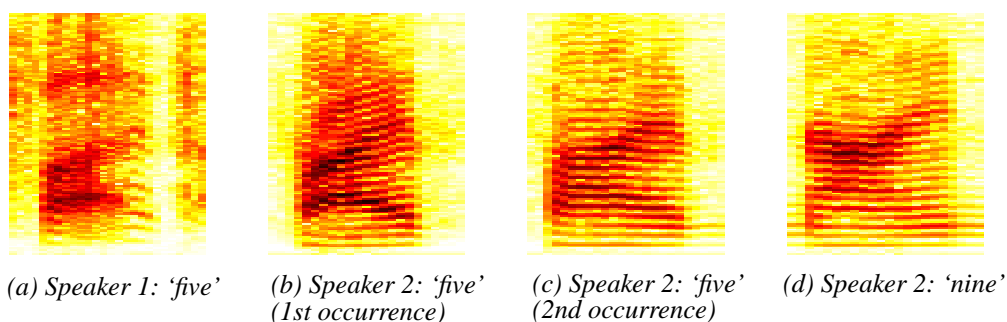 (a) Speaker 1: ‘five’
(b) Speaker 2: ‘five’
(1st occurrence)
(c) Speaker 2: ‘five’
(2nd occurrence)
(d) Speaker 2: ‘nine’